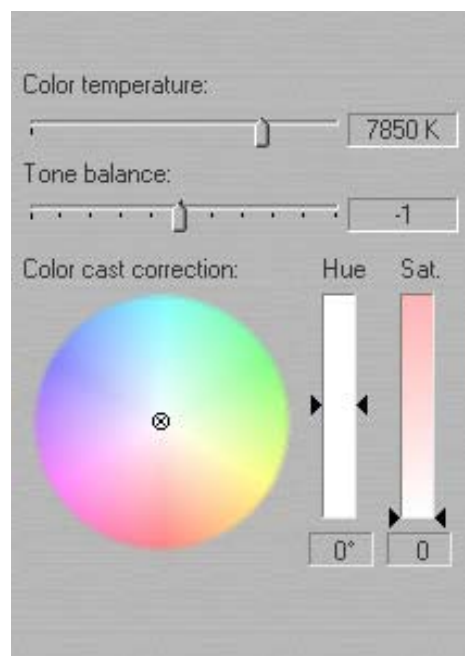 Color temperature:
7850 K
Tone balance:
-1
Color cast correction:
Hue
Sat.
0°
0